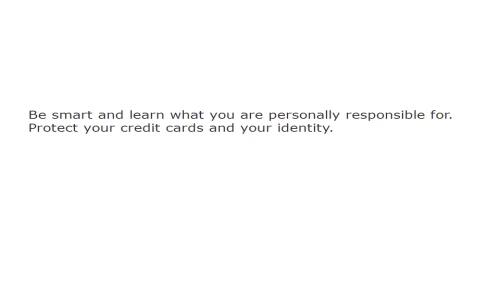 Be smart and learn what you are personally responsible for.
Protect your credit cards and your identity.